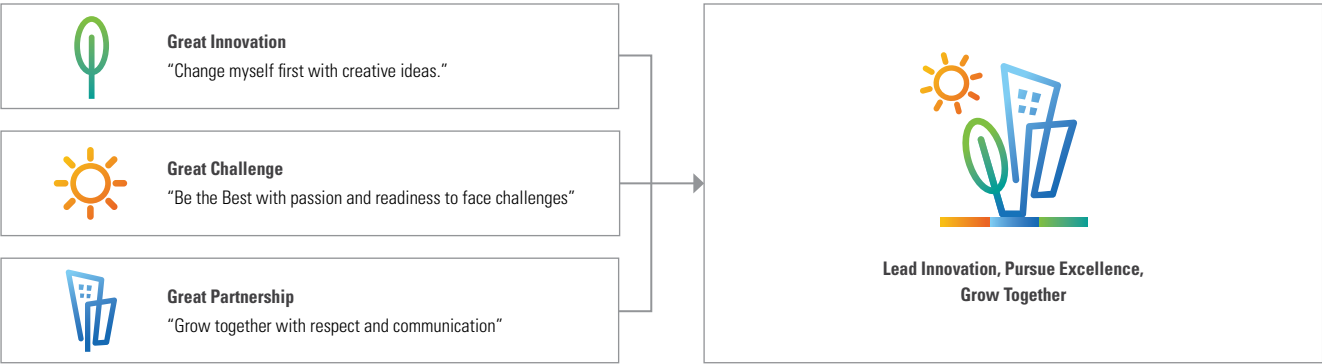 Great Innovation
“Change myself first with creative ideas.”
Great Challenge
“Be the Best with passion and readiness to face challenges”
Great Partnership
“Grow together with respect and communication”
Lead Innovation, Pursue Excellence,
Grow Together